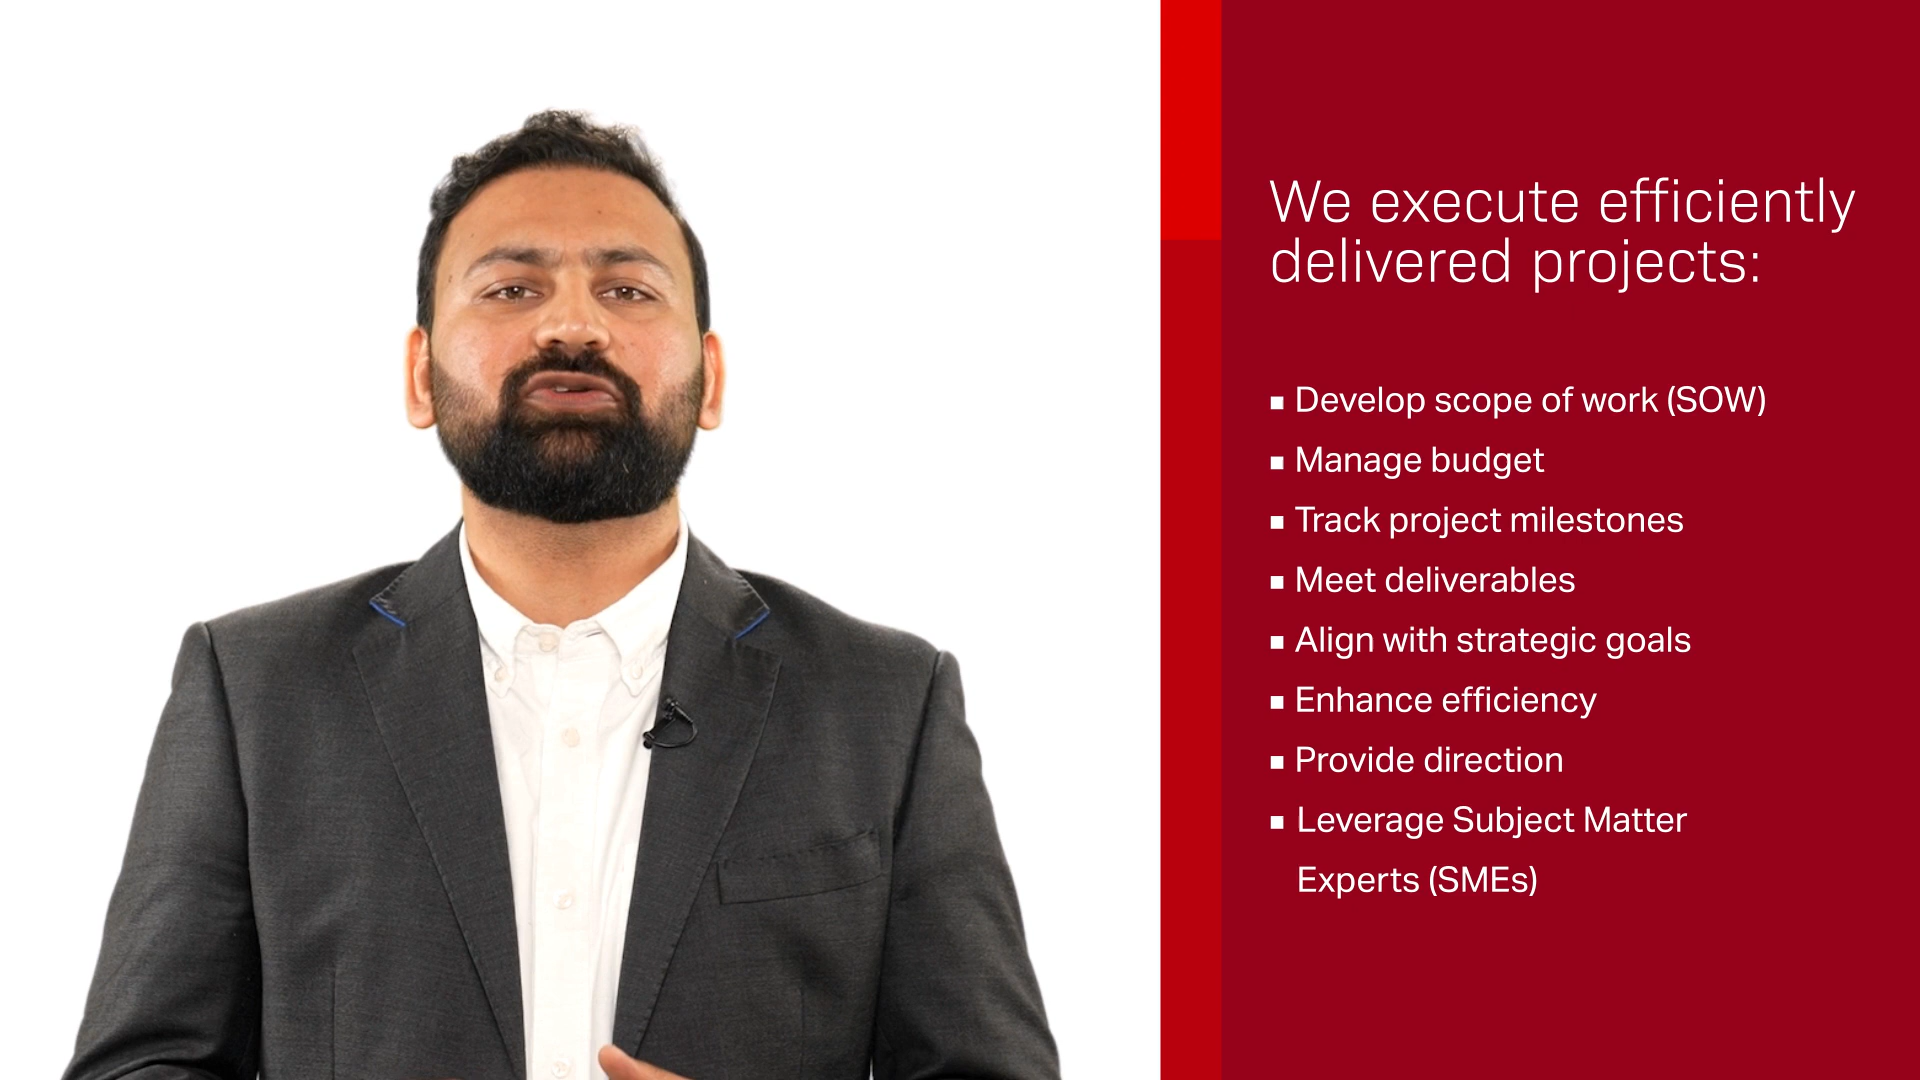 We execute efficiently
delivered projects:
▪ Develop scope of work (SOW)
▪ Manage budget
▪ Track project milestones
▪ Meet deliverables
▪ Align with strategic goals
▪ Enhance efficiency
▪ Provide direction
▪ Leverage Subject Matter
Experts (SMEs)